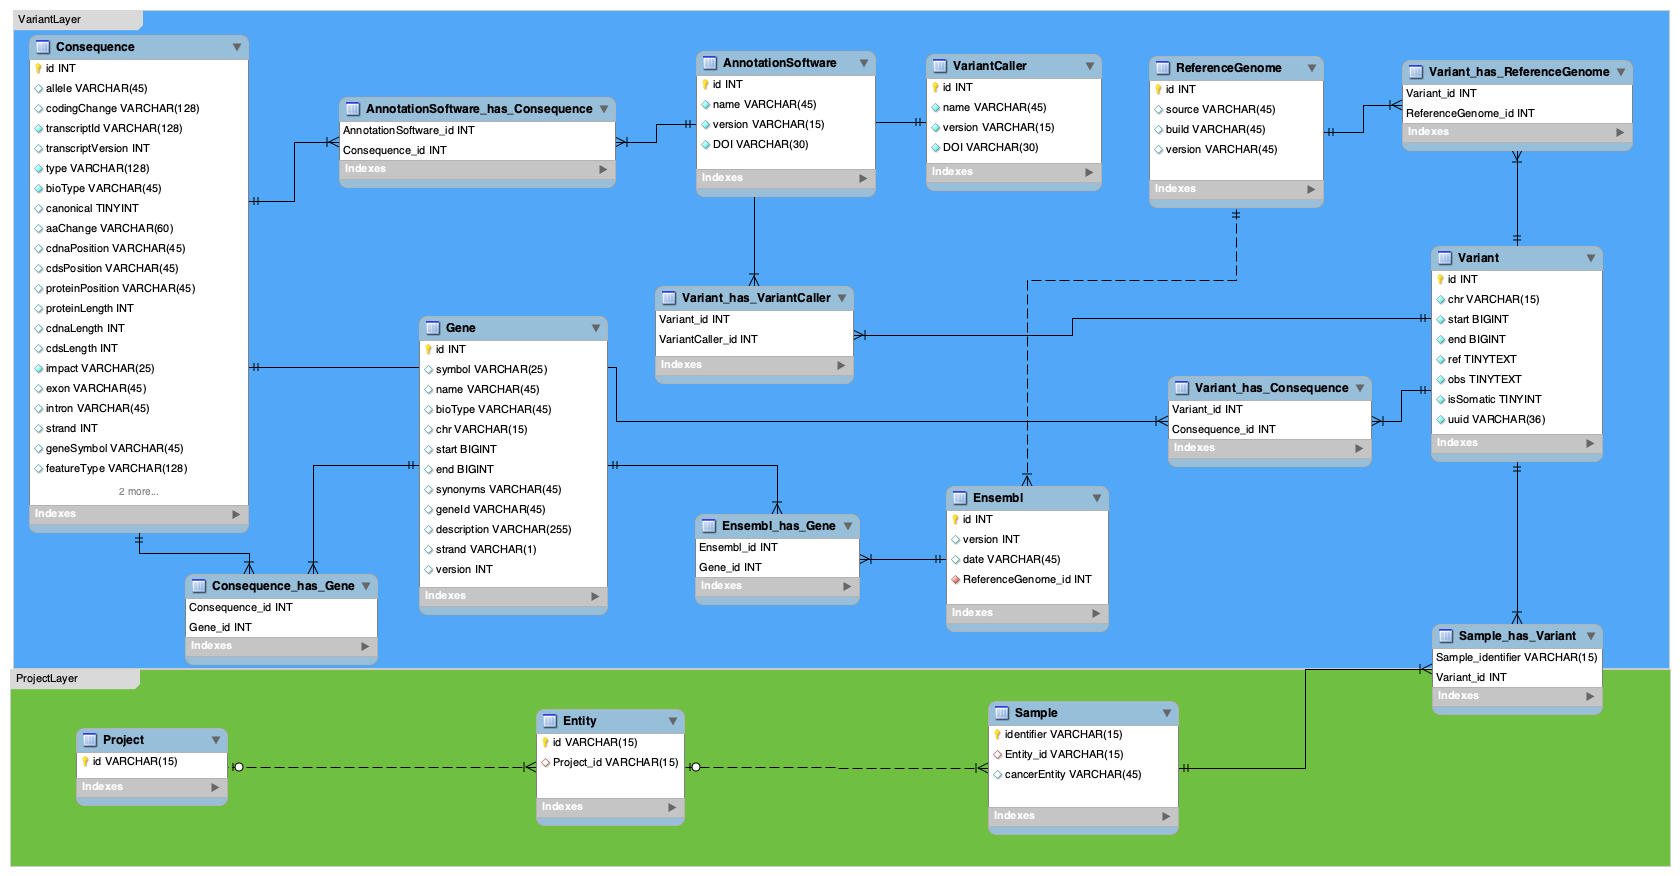 VariantLayer
Consequence
id INT
allele VARCHAR(45)
codingChange VARCHAR(128)
transcriptId VARCHAR(128)
transcriptVersion INT
type VARCHAR(128)
bioType VARCHAR(45)
canonical TINYINT
aaChange VARCHAR(60)
cdnaPosition VARCHAR(45)
cdsPosition VARCHAR(45)
proteinPosition VARCHAR(45)
proteinLength INT
cdnaLength INT
cdsLength INT
impact VARCHAR(25)
exon VARCHAR(45)
intron VARCHAR(45)
strand INT
geneSymbol VARCHAR(45)
featureType VARCHAR(128)
2 more...
Indexes
AnnotationSoftware_has_Consequence
AnnotationSoftware_id INT
Consequence_id INT
Indexes
AnnotationSoftware
id INT
name VARCHAR(45)
version VARCHAR(15)
DOI VARCHAR(30)
Indexes
VariantCaller
id INT
name VARCHAR(45)
version VARCHAR(15)
DOI VARCHAR(30)
Indexes
ReferenceGenome
id INT
source VARCHAR(45)
build VARCHAR(45)
version VARCHAR(45)
Indexes
Variant_has_ReferenceGenome
Variant_id INT
ReferenceGenome_id INT
Indexes
Variant_has_VariantCaller
Variant_id INT
VariantCaller_id INT
Indexes
Variant
id INT
chr VARCHAR(15)
start BIGINT
end BIGINT
ref TINYTEXT
obs TINYTEXT
isSomatic TINYINT
uuid VARCHAR(36)
Indexes
Gene
id INT
symbol VARCHAR(25)
name VARCHAR(45)
bioType VARCHAR(45)
chr VARCHAR(15)
start BIGINT
end BIGINT
synonyms VARCHAR(45)
geneId VARCHAR(45)
description VARCHAR(255)
strand VARCHAR(1)
version INT
Indexes
Variant_has_Consequence
Variant_id INT
Consequence_id INT
Indexes
Ensembl_has_Gene
Ensembl_id INT
Gene_id INT
Indexes
Ensembl
id INT
version INT
date VARCHAR(45)
ReferenceGenome_id INT
Indexes
Consequence_has_Gene
Consequence_id INT
Gene_id INT
Indexes
Sample_has_Variant
Sample_identifier VARCHAR(15)
Variant_id INT
Indexes
ProjectLayer
Project
id VARCHAR(15)
Indexes
Entity
id VARCHAR(15)
Project_id VARCHAR(15)
Indexes
Sample
identifier VARCHAR(15)
Entity_id VARCHAR(15)
cancerEntity VARCHAR(45)
Indexes